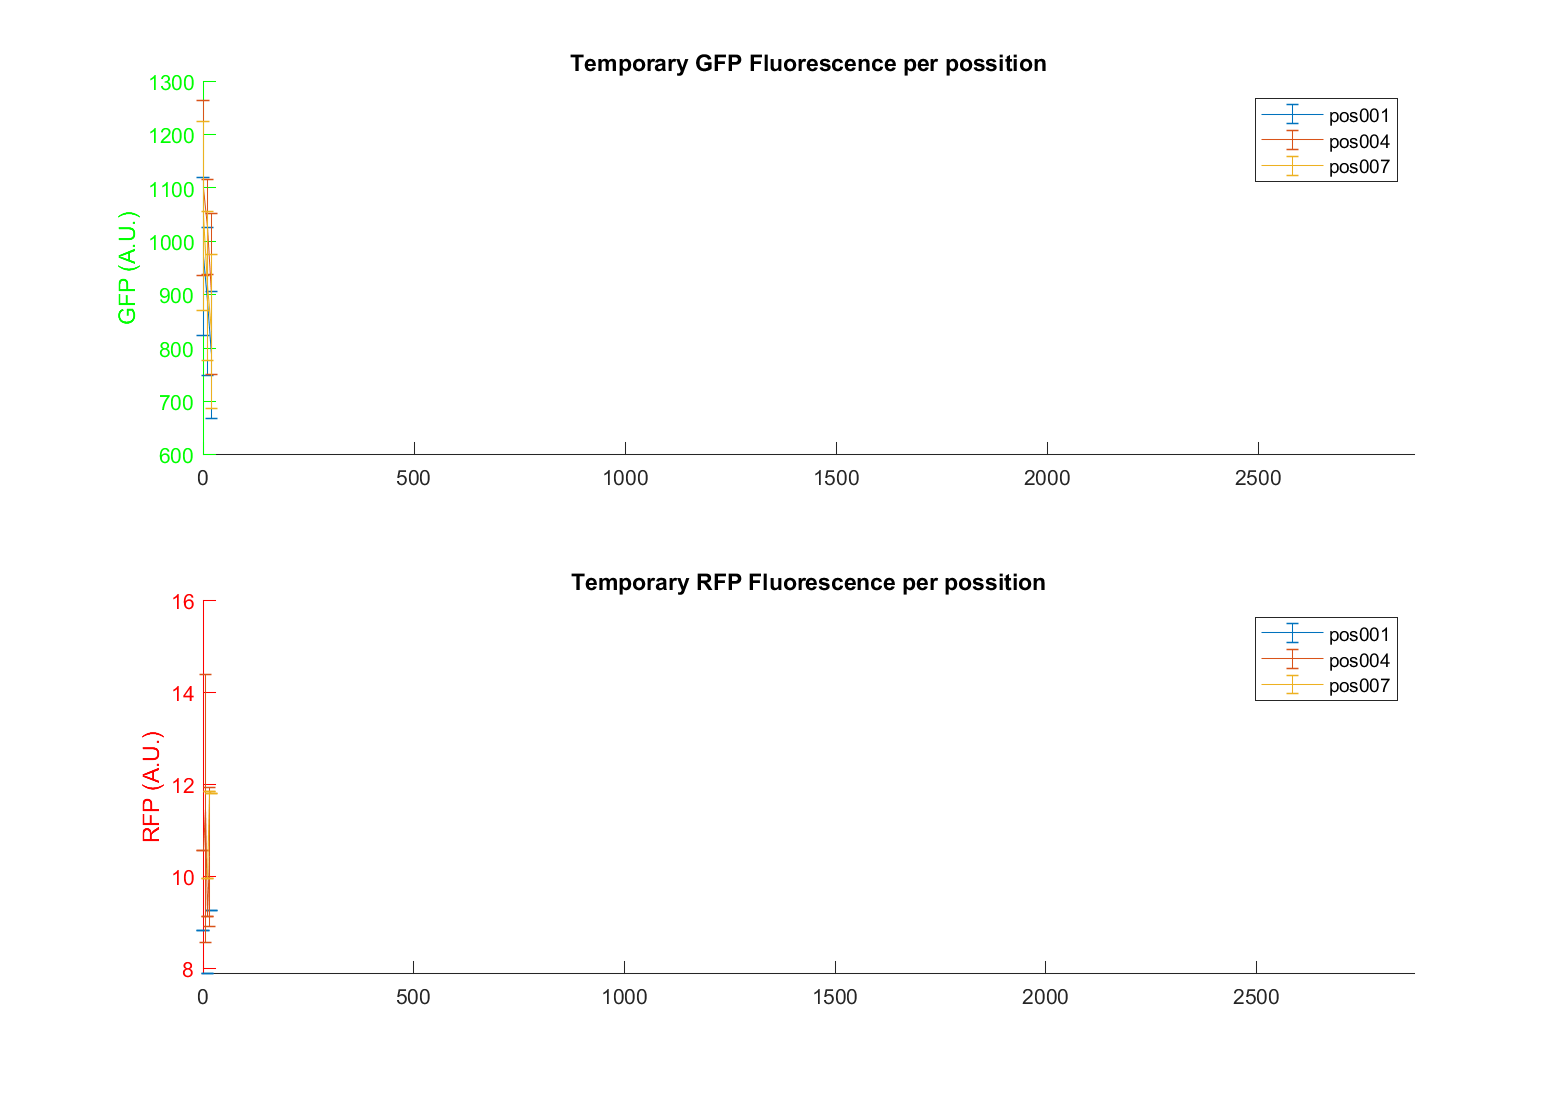 Temporary GFP Fluorescence per possition
1300
1200
1100
1000
900
800
700
600
GFP (A.U.)
pos001
pos004
pos007
0 500 1000 1500 2000 2500
Temporary RFP Fluorescence per possition
16
14
12
10
8
RFP (A.U.)
pos001
pos004
pos007
0 500 1000 1500 2000 2500